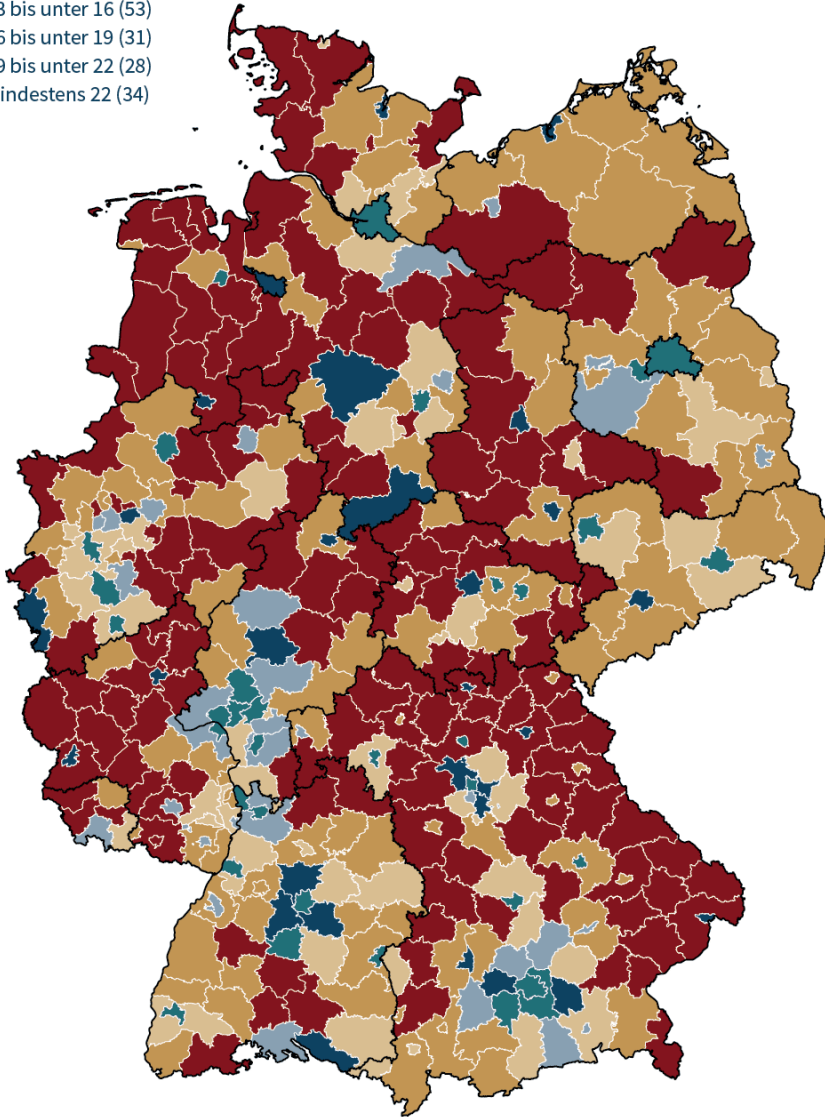 3 bis unter 16 (53)
6 bis unter 19 (31)
9 bis unter 22 (28)
indestens 22 (34)